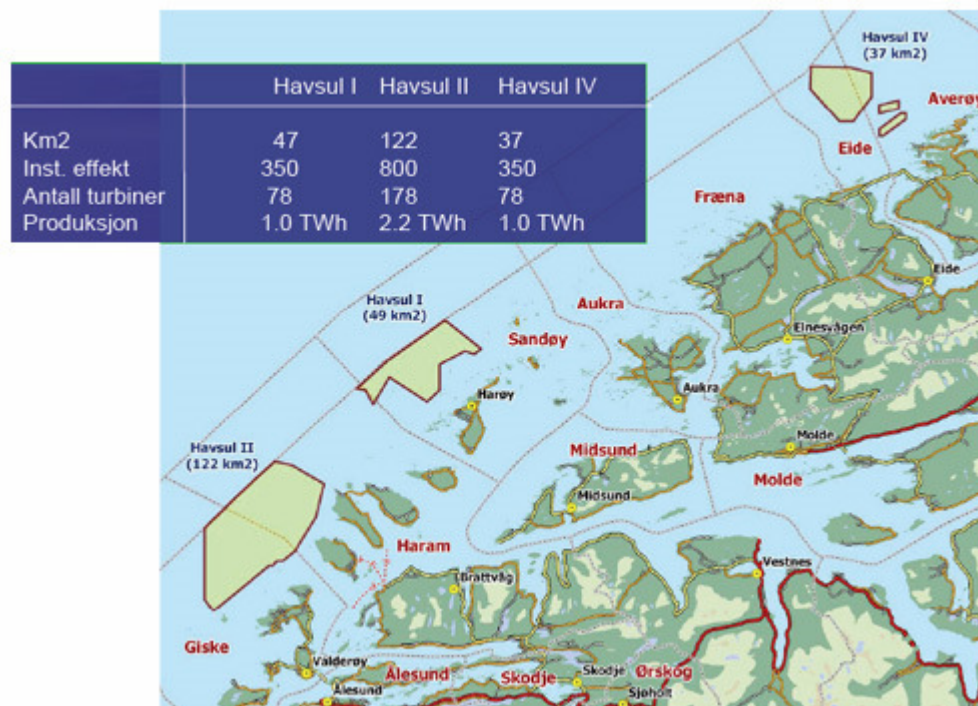 Havsul I Havsul II Havsul IV
Km2 47 122 37
Inst. effekt 350 800 350
Antall turbiner 78 178 78
Produksjon 1.0 TWh 2.2 TWh 1.0 TWh
Havsul IV
(37 km2)
Averøy
Eide
Fræna
Eide
Havsul I
(49 km2)
Aukra
Elnesvågen
Sandøy
Aukra
Harøy
Molde
Havsul II
(122 km2)
Midsund
Molde
Midsund
Haram
Vestnes
Brattvåg
Giske
Valderøy
Ålesund
Skodje
Skodje
Ørskog
Ålesund
Sjøholt